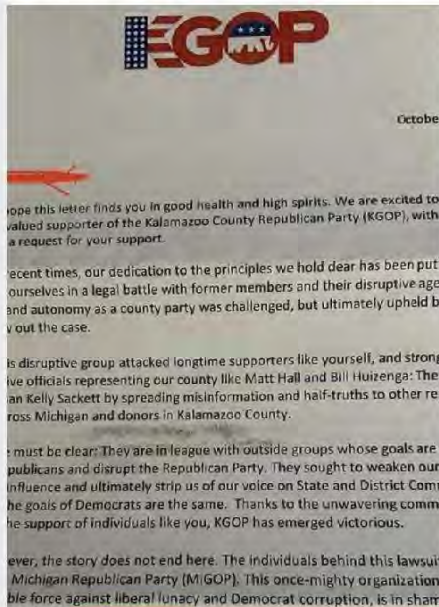 KGOP
Octobe
ope this letter finds you in good health and high spirits. We are excited to
valued supporter of the Kalamazoo County Republican Party (KGOP), with
a request for your support.
ecent times, our dedication to the principles we hold dear has been put
ourselves in a legal battle with former members and their disruptive age
and autonomy as a county party was challenged, but ultimately upheld b
w out the case.
is disruptive group attacked longtime supporters like yourself, and strong
ive officials representing our county like Matt Hall and Bill Huizenga: The
an Kelly Sackett by spreading misinformation and half-truths to other re
ross Michigan and donors in Kalamazoo County.
must be clear: They are in league with outside groups whose goals are
publicans and disrupt the Republican Party. They sought to weaken our
influence and ultimately strip us of our voice on State and District Com
he goals of Democrats are the same. Thanks to the unwavering comm
he support of individuals like you, KGOP has emerged victorious.
ever, the story does not end here. The individuals behind this lawsui
Michigan Republican Party (MiGOP). This once-mighty organization
ble force against liberal lunacy and Democrat corruption, is in sham